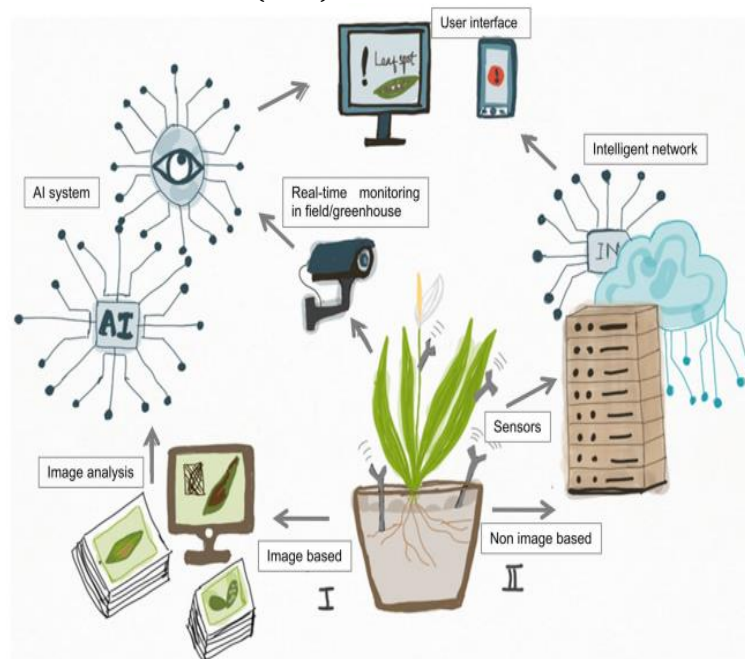 User interface
! Leaf spot
Intelligent network
AI system
Real-time monitoring
in field/greenhouse
IN
AI
Sensors
Image analysis
Image based
Non image based
I
II